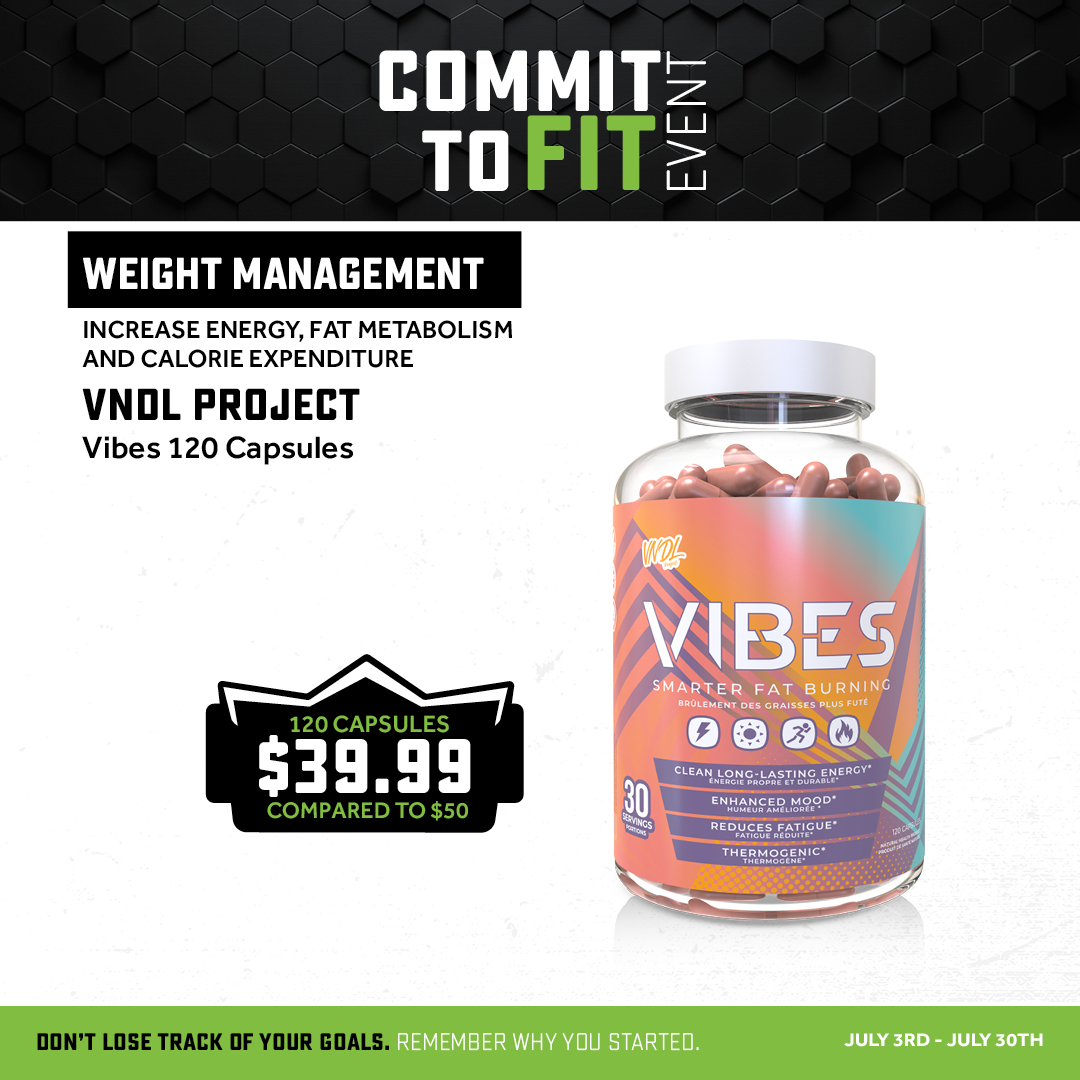 COMMIT
TO FIT
EVENT
WEIGHT MANAGEMENT
INCREASE ENERGY, FAT METABOLISM
AND CALORIE EXPENDITURE
VNDL PROJECT
Vibes 120 Capsules
120 CAPSULES
$39.99
COMPARED TO $50
VNDL
VIBES
SMARTER FAT BURNING
BRÛLEMENT DES GRAISSES PLUS FUTÉ
CLEAN LONG-LASTING ENERGY*
ÉNERGIE PROPRE ET DURABLE*
ENHANCED MOOD*
HUMEUR AMÉLIORÉE *
REDUCES FATIGUE*
FATIGUE RÉDUITE*
THERMOGENIC*
THERMOGÈNE*
30
SERVINGS
PORTIONS
DON'T LOSE TRACK OF YOUR GOALS. REMEMBER WHY YOU STARTED.
JULY 3RD - JULY 30TH